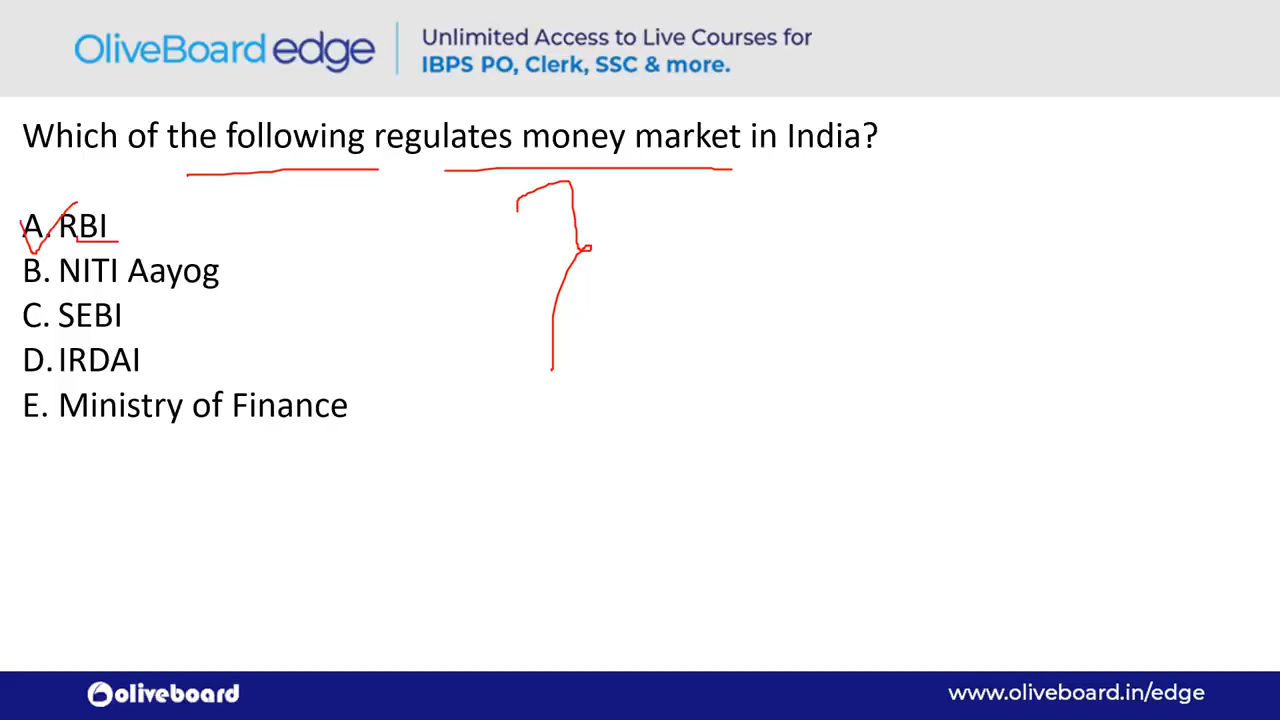 OliveBoard edge
Unlimited Access to Live Courses for
IBPS PO, Clerk, SSC & more.
Which of the following regulates money market in India?
A. RBI
B. NITI Aayog
C. SEBI
D. IRDAI
E. Ministry of Finance
oliveboard
www.oliveboard.in/edge